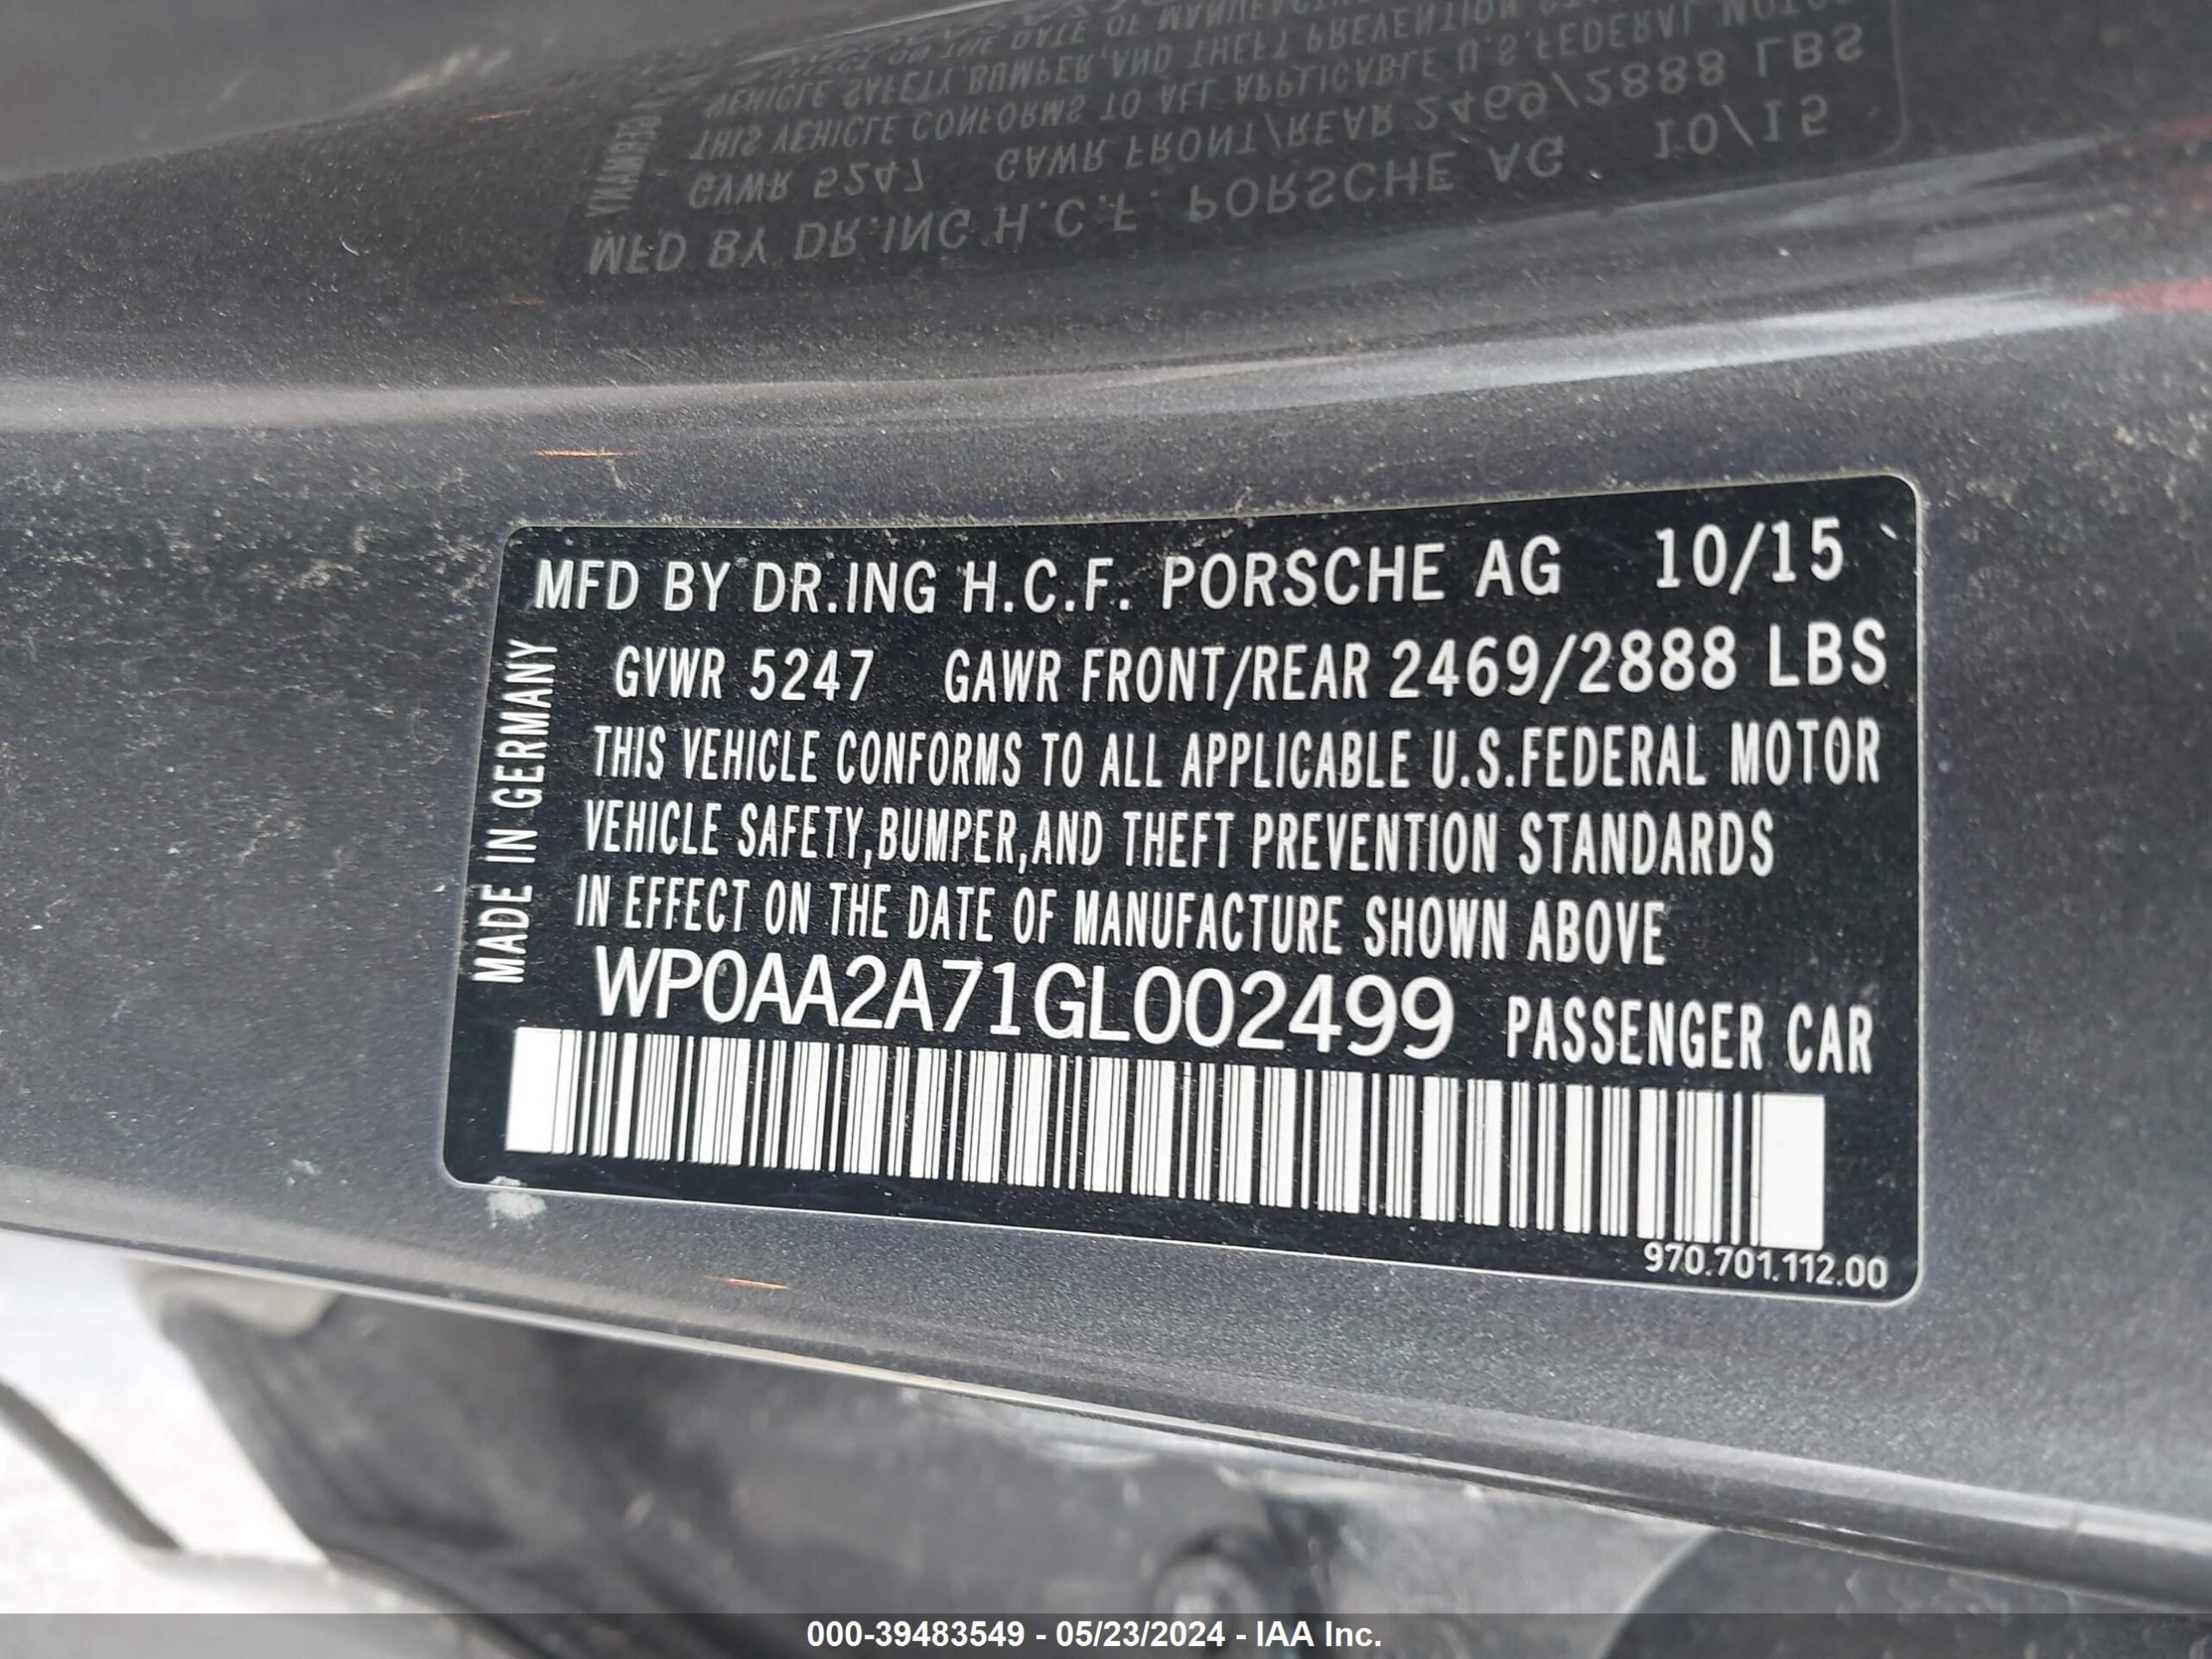 MFD BY DR.ING H.C.F. PORSCHE AG 10/15
GVWR 5247 GAWR FRONT/REAR 2469/2888 LBS
THIS VEHICLE CONFORMS TO ALL APPLICABLE U.S.FEDERAL MOTOR
VEHICLE SAFETY,BUMPER,AND THEFT PREVENTION STANDARDS
IN EFFECT ON THE DATE OF MANUFACTURE SHOWN ABOVE
WP0AA2A71GL002499 PASSENGER CAR
MADE IN GERMANY
970.701.112.00
000-39483549 - 05/23/2024 - IAA Inc.